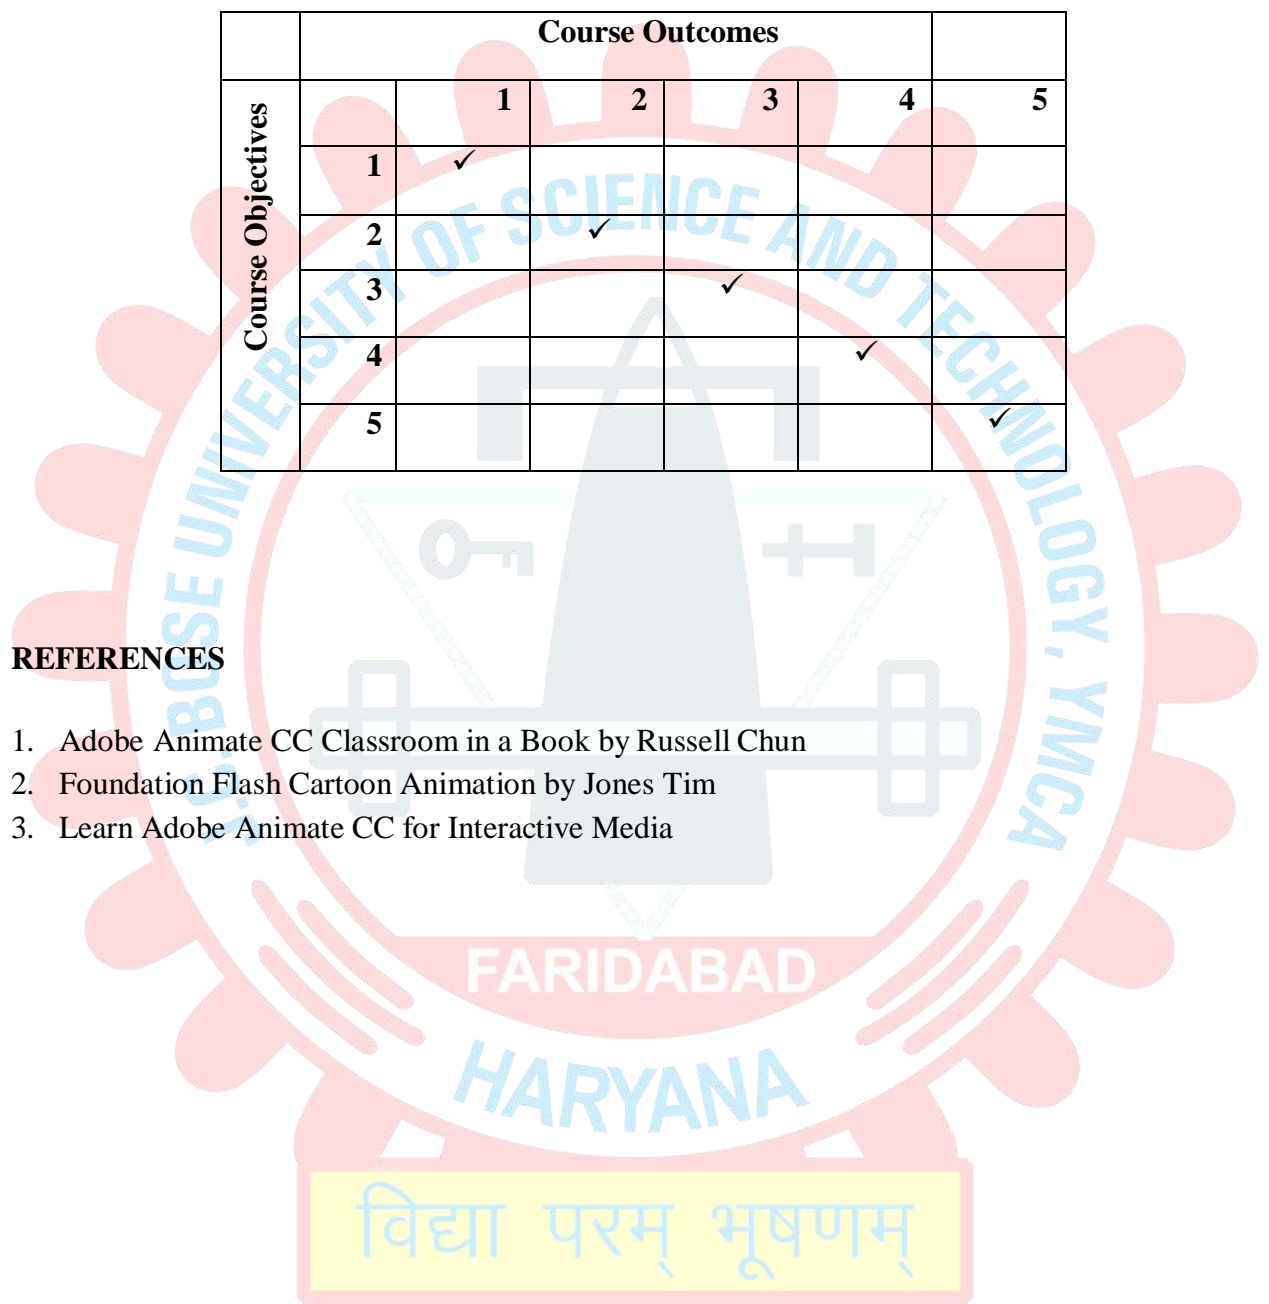 Course Outcomes
Course Objectives
1 2 3 4 5
1 ✓
2 ✓
3 ✓
4 ✓
5 ✓
REFERENCES
1. Adobe Animate CC Classroom in a Book by Russell Chun
2. Foundation Flash Cartoon Animation by Jones Tim
3. Learn Adobe Animate CC for Interactive Media
J.C. BOSE UNIVERSITY OF SCIENCE AND TECHNOLOGY, YMCA
FARIDABAD
HARYANA
विद्या परम् भूषणम्